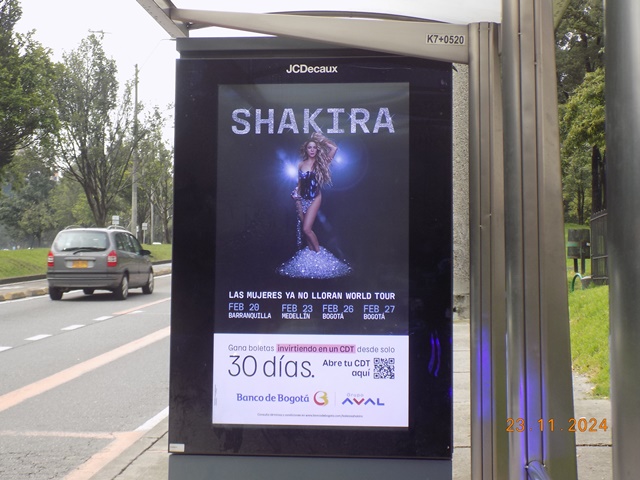 K7+0520
JCDecaux
SHAKIRA
LAS MUJERES YA NO LLORAN WORLD TOUR
FEB 20 FEB 23 FEB 26 FEB 27
BARRANQUILLA MEDELLÍN BOGOTÁ BOGOTÁ
Gana boletas invirtiendo en un CDT desde solo
30 días.
Abre tu CDT
aquí
Banco de Bogotá
Grupo
AVAL
23 11 2024